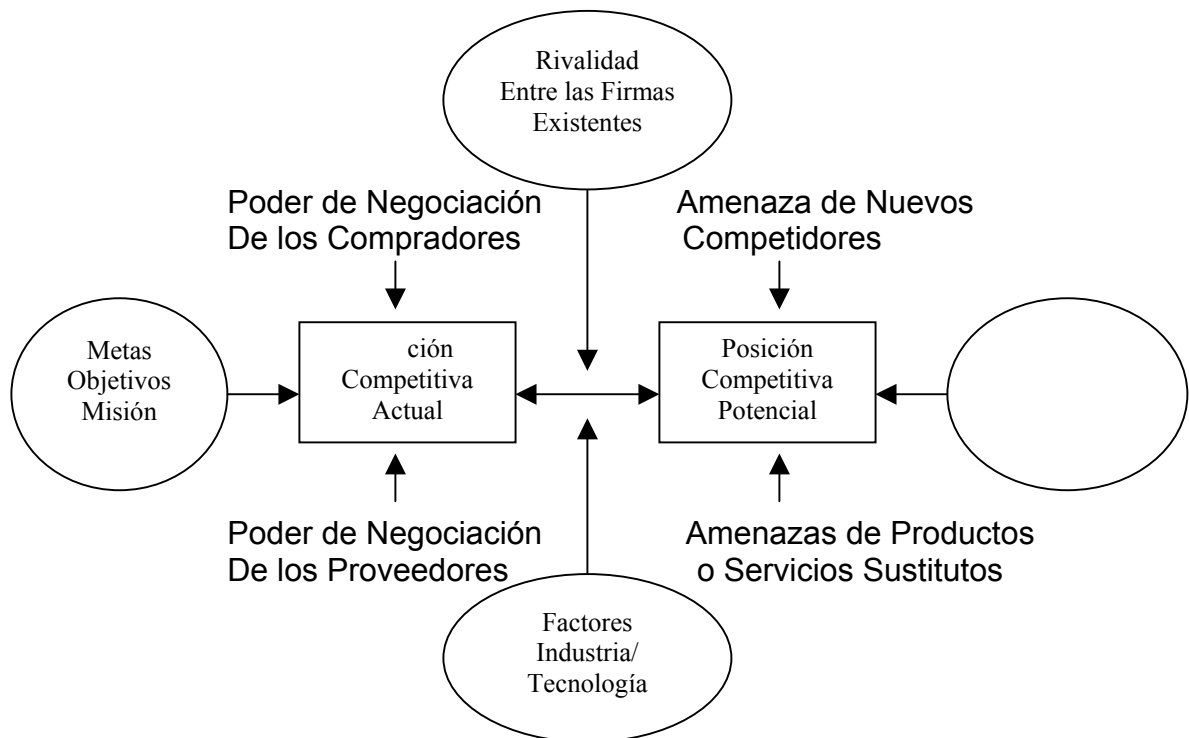 Rivalidad
Entre las Firmas
Existentes
Poder de Negociación
De los Compradores
Amenaza de Nuevos
Competidores
Metas
Objetivos
Misión
ción
Competitiva
Actual
Posición
Competitiva
Potencial
Poder de Negociación
De los Proveedores
Amenazas de Productos
o Servicios Sustitutos
Factores
Industria/
Tecnología